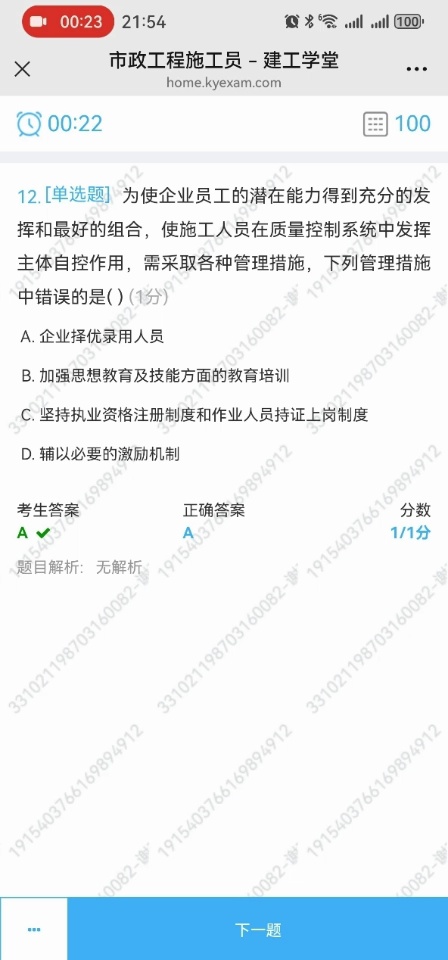 00:23 21:54 100
市政工程施工员 - 建工学堂
home.kyexam.com
00:22 100
12.[单选题] 为使企业员工的潜在能力得到充分的发
挥和最好的组合，使施工人员在质量控制系统中发挥
主体自控作用，需采取各种管理措施，下列管理措施
中错误的是( ) (1分)
A. 企业择优录用人员
B. 加强思想教育及技能方面的教育培训
C. 坚持执业资格注册制度和作业人员持证上岗制度
D. 辅以必要的激励机制
考生答案 正确答案 分数
A A 1/1分
题目解析： 无解析
下一题